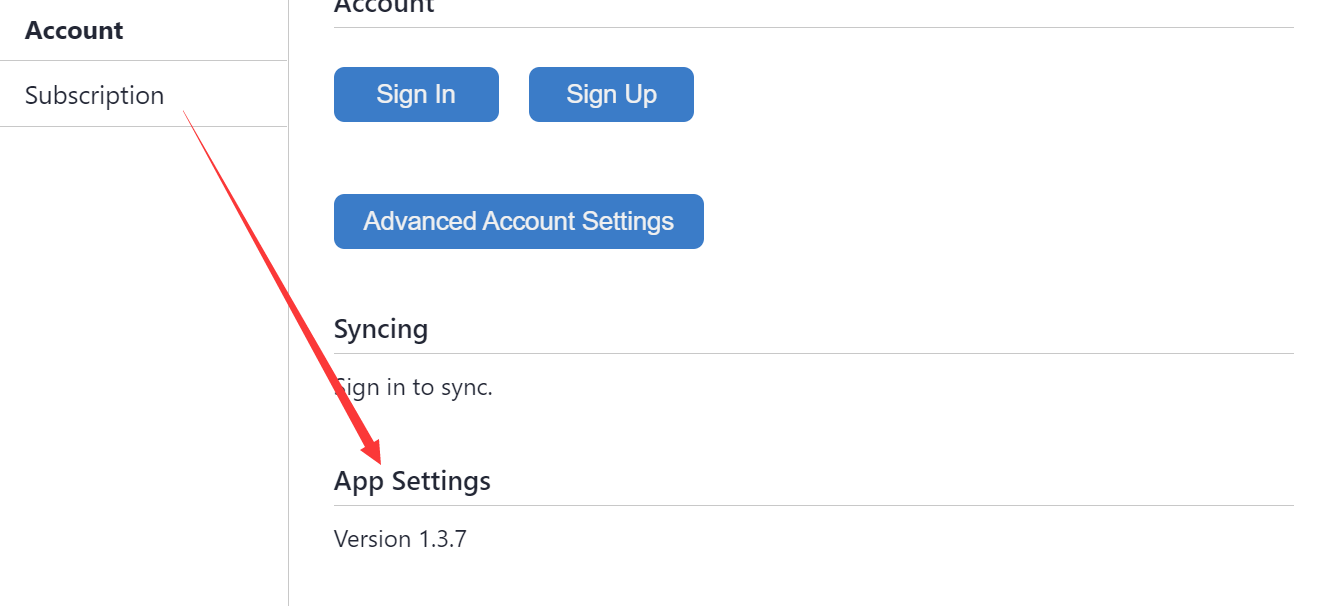 Account
Subscription
Account
Sign In
Sign Up
Advanced Account Settings
Syncing
Sign in to sync.
App Settings
Version 1.3.7